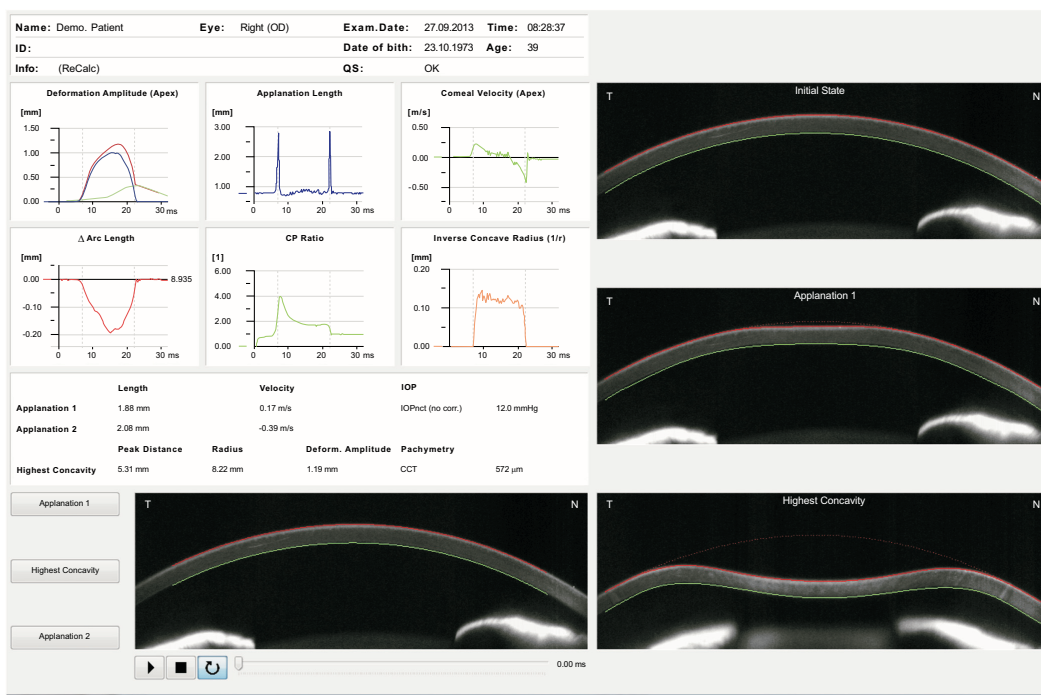 Name: Demo. Patient Eye: Right (OD) Exam.Date: 27.09.2013 Time: 08:28:37
ID: Date of bith: 23.10.1973 Age: 39
Info: (ReCalc) QS: OK
Deformation Amplitude (Apex)
[mm]
1.50
1.00
0.50
0.00
0 10 20 30 ms
Applanation Length
[mm]
3.00
2.00
1.00
0 10 20 30 ms
Comeal Velocity (Apex)
[m/s]
0.50
0.00
-0.50
0 10 20 30 ms
Δ Arc Length
[mm]
0.00 8.935
-0.10
-0.20
0 10 20 30 ms
CP Ratio
[1]
6.00
4.00
2.00
0.00
0 10 20 30 ms
Inverse Concave Radius (1/r)
[mm]
0.20
0.10
0.00
10 20 30 ms
Length Velocity IOP
Applanation 1 1.88 mm 0.17 m/s IOPnct (no corr.) 12.0 mmHg
Applanation 2 2.08 mm -0.39 m/s
Peak Distance Radius Deform. Amplitude Pachymetry
Highest Concavity 5.31 mm 8.22 mm 1.19 mm CCT 572 µm
Applanation 1
Highest Concavity
Applanation 2
T N
0.00 ms
T Initial State N
T Applanation 1 N
T Highest Concavity N